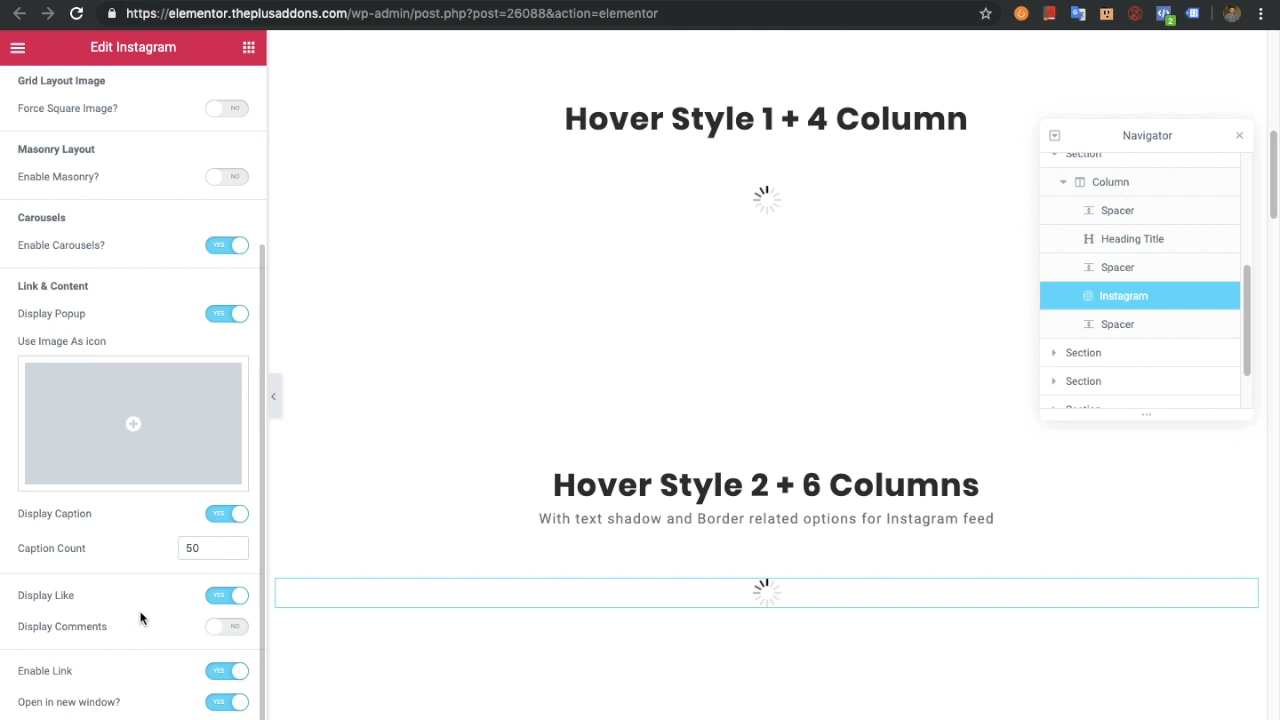 https://elementor.theplusaddons.com/wp-admin/post.php?post=26088&action=elementor
2
Edit Instagram
Grid Layout Image
Force Square Image?
NO
Masonry Layout
Enable Masonry?
NO
Carousels
Enable Carousels?
YES
Link & Content
Display Popup
YES
Use Image As icon
Display Caption
YES
Caption Count
50
Display Like
YES
Display Comments
NO
Enable Link
YES
Open in new window?
YES
Hover Style 1 + 4 Column
Hover Style 2 + 6 Columns
With text shadow and Border related options for Instagram feed
Navigator
Section
Column
Spacer
Heading Title
Spacer
Instagram
Spacer
Section
Section
Section